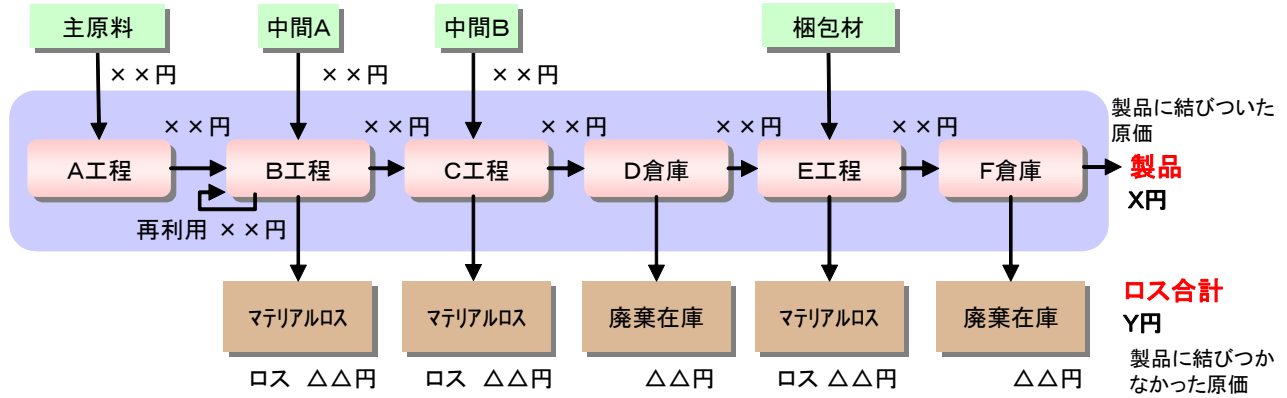 主原料
中間A
中間B
梱包材
××円
××円
××円
製品に結びついた
原価
××円
××円
××円
××円
××円
A工程
B工程
C工程
D倉庫
E工程
F倉庫
製品
X円
再利用 ××円
マテリアルロス
マテリアルロス
廃棄在庫
マテリアルロス
廃棄在庫
ロス合計
Y円
ロス △△円
ロス △△円
△△円
ロス △△円
△△円
製品に結びつか
なかった原価